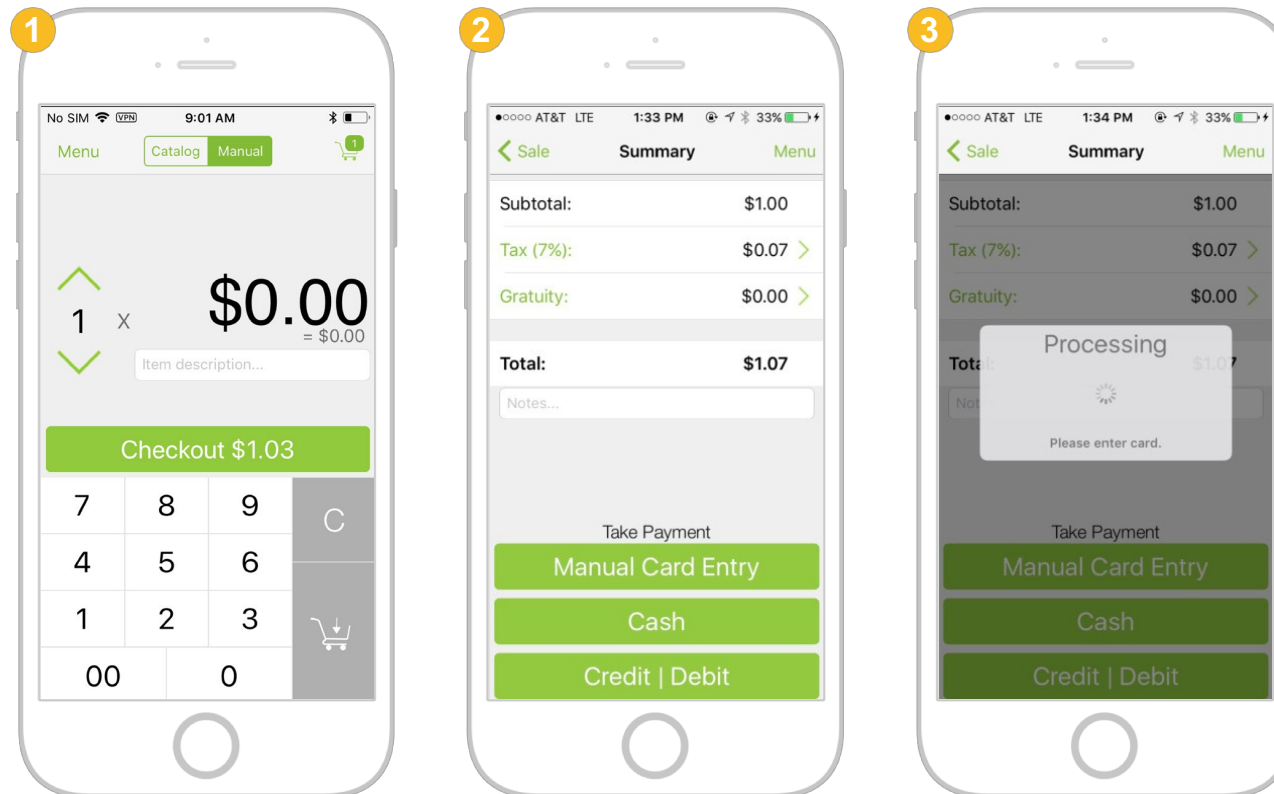 1
No SIM VPN 9:01 AM
Menu Catalog Manual 1
1 X $0.00
= $0.00
Item description...
Checkout $1.03
7 8 9 C
4 5 6
1 2 3
00 0
2
AT&T LTE 1:33 PM 33%
Sale Summary Menu
Subtotal: $1.00
Tax (7%): $0.07
Gratuity: $0.00
Total: $1.07
Notes...
Take Payment
Manual Card Entry
Cash
Credit | Debit
3
AT&T LTE 1:34 PM 33%
Sale Summary Menu
Subtotal: $1.00
Tax (7%): $0.07
Gratuity: $0.00
Processing
Total: $1.07
Please enter card.
Take Payment
Manual Card Entry
Cash
Credit | Debit